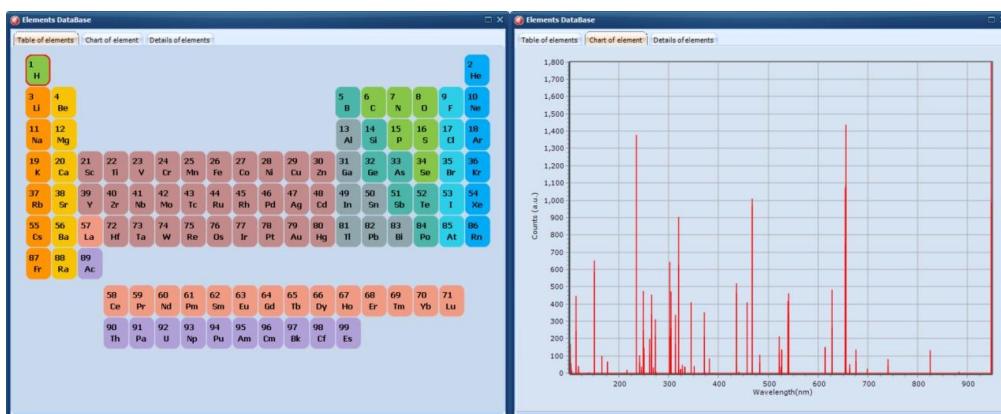 Elements DataBase
Table of elements Chart of element Details of elements
1 2
H He
3 4 5 6 7 8 9 10
Li Be B C N O F Ne
11 12 13 14 15 16 17 18
Na Mg Al Si P S Cl Ar
19 20 21 22 23 24 25 26 27 28 29 30 31 32 33 34 35 36
K Ca Sc Ti V Cr Mn Fe Co Ni Cu Zn Ga Ge As Se Br Kr
37 38 39 40 41 42 43 44 45 46 47 48 49 50 51 52 53 54
Rb Sr Y Zr Nb Mo Tc Ru Rh Pd Ag Cd In Sn Sb Te I Xe
55 56 57 72 73 74 75 76 77 78 79 80 81 82 83 84 85 86
Cs Ba La Hf Ta W Re Os Ir Pt Au Hg Tl Pb Bi Po At Rn
87 88 89
Fr Ra Ac
58 59 60 61 62 63 64 65 66 67 68 69 70 71
Ce Pr Nd Pm Sm Eu Gd Tb Dy Ho Er Tm Yb Lu
90 91 92 93 94 95 96 97 98 99
Th Pa U Np Pu Am Cm Bk Cf Es
Elements DataBase
Table of elements Chart of element Details of elements
1,800
1,700
1,600
1,500
1,400
1,300
1,200
1,100
1,000
900
800
700
600
500
400
300
200
100
0
Counts (a.u.)
200 300 400 500 600 700 800 900
Wavelength(nm)